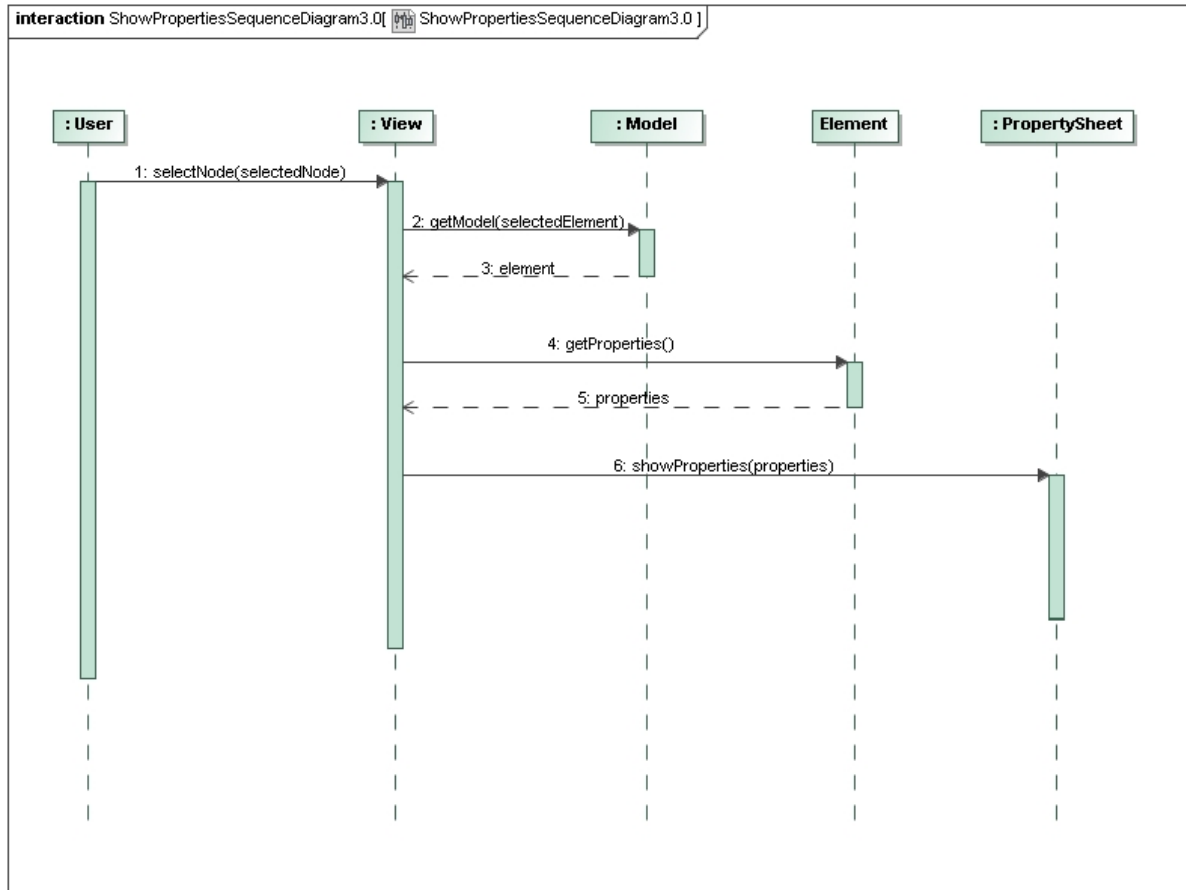 interaction ShowPropertiesSequenceDiagram3.0[ ShowPropertiesSequenceDiagram3.0 ]
: User
: View
: Model
Element
: PropertySheet
1: selectNode(selectedNode)
2: getModel(selectedElement)
3: element
4: getProperties()
5: properties
6: showProperties(properties)